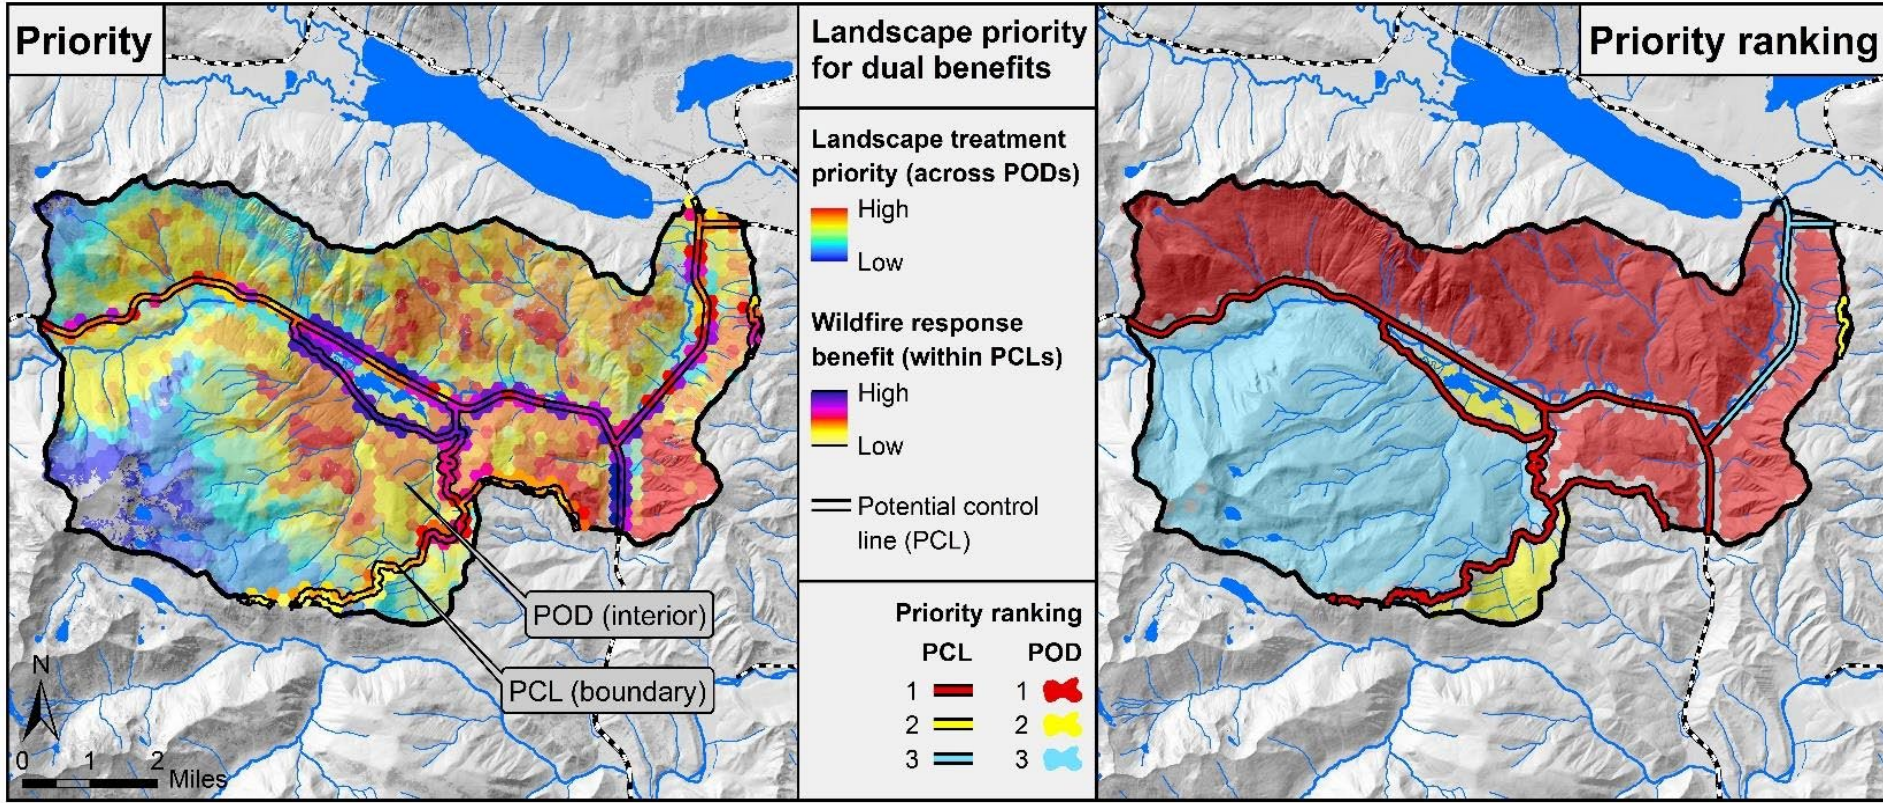 Priority
POD (interior)
PCL (boundary)
N
0 1 2
Miles
Landscape priority
for dual benefits
Landscape treatment
priority (across PODs)
High
Low
Wildfire response
benefit (within PCLs)
High
Low
Potential control
line (PCL)
Priority ranking
PCL POD
1 1
2 2
3 3
Priority ranking